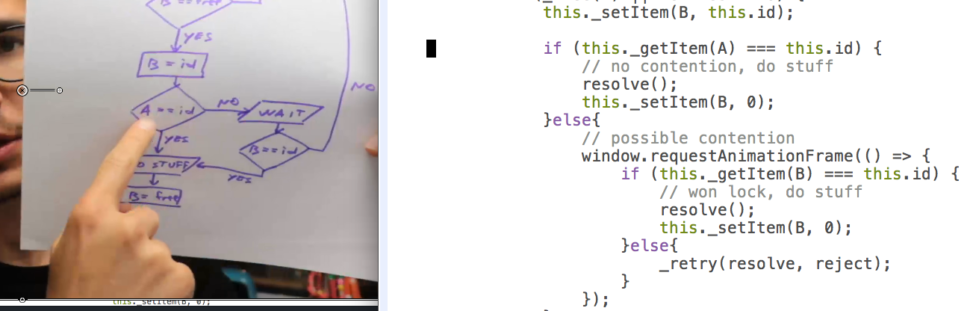 YES
B = id
A == id
NO
WAIT
NO
YES
B == id
STUFF
YES
B = free
this._setItem(B, 0);
this._setItem(B, this.id);
if (this._getItem(A) === this.id) {
// no contention, do stuff
resolve();
this._setItem(B, 0);
}else{
// possible contention
window.requestAnimationFrame(() => {
if (this._getItem(B) === this.id) {
// won lock, do stuff
resolve();
this._setItem(B, 0);
}else{
_retry(resolve, reject);
}
});